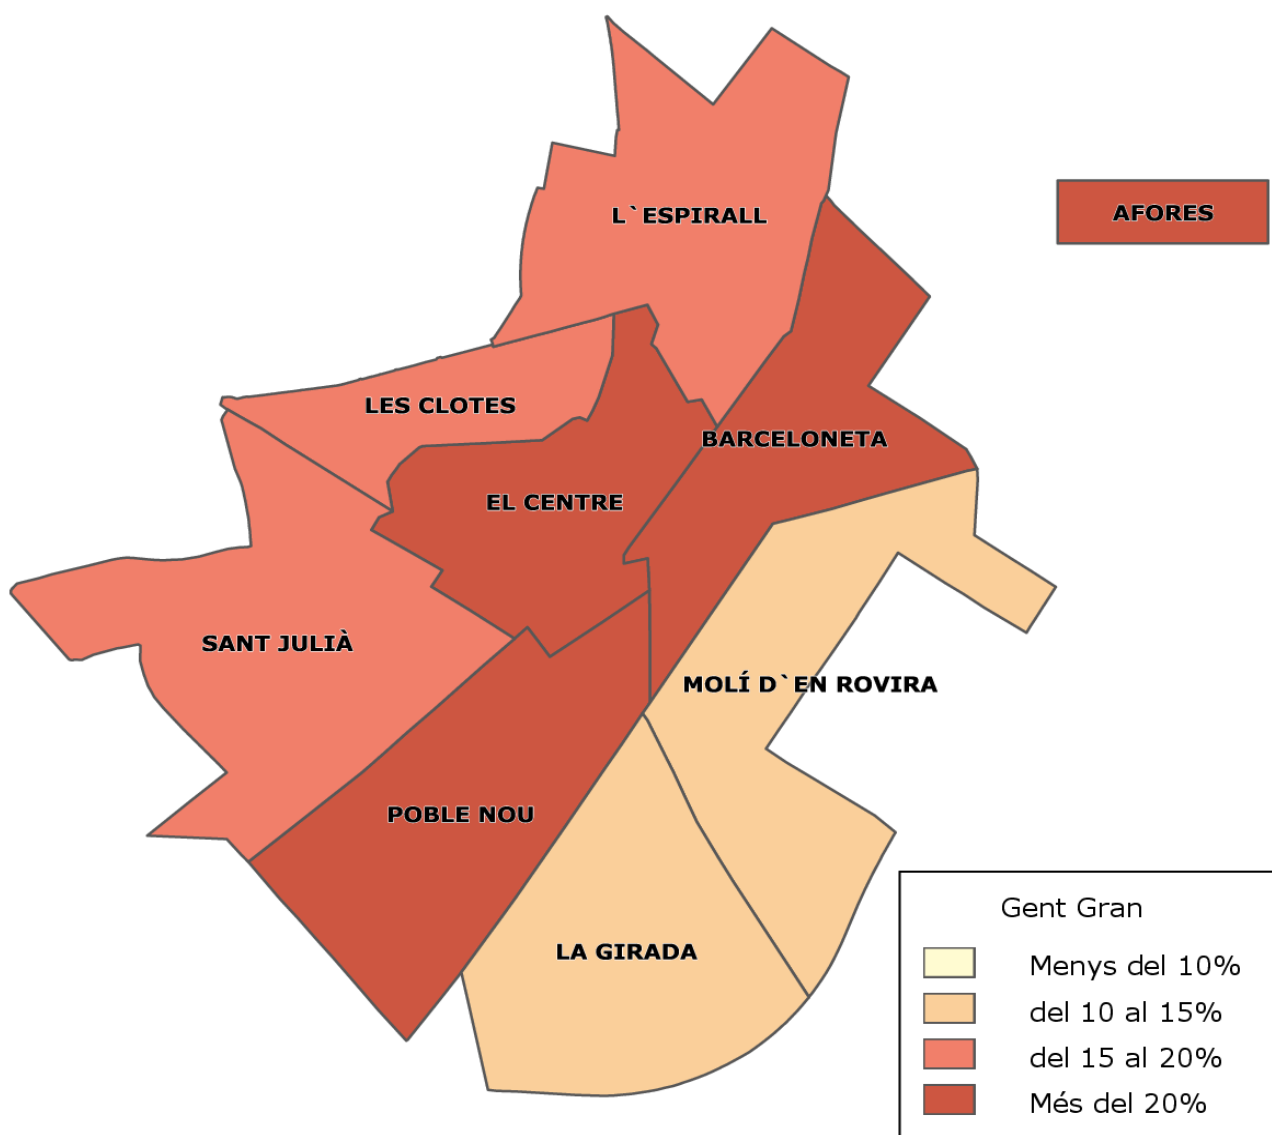 AFORES
L`ESPIRALL
LES CLOTES
BARCELONETA
EL CENTRE
SANT JULIÀ
MOLÍ D`EN ROVIRA
POBLE NOU
LA GIRADA
Gent Gran
Menys del 10%
del 10 al 15%
del 15 al 20%
Més del 20%